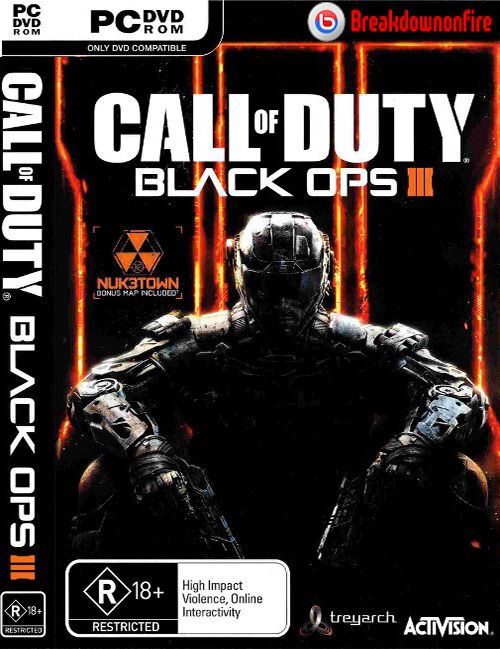 PC
DVD
ROM
PC DVD
ROM
ONLY DVD COMPATIBLE
b Breakdownonfire
CALL OF DUTY
®
BLACK OPS III
NUK3TOWN
BONUS MAP INCLUDED*
CALL OF DUTY® BLACK OPS III
R 18+
RESTRICTED
R 18+
RESTRICTED
High Impact
Violence, Online
Interactivity
treyarch
ACTIVISION®